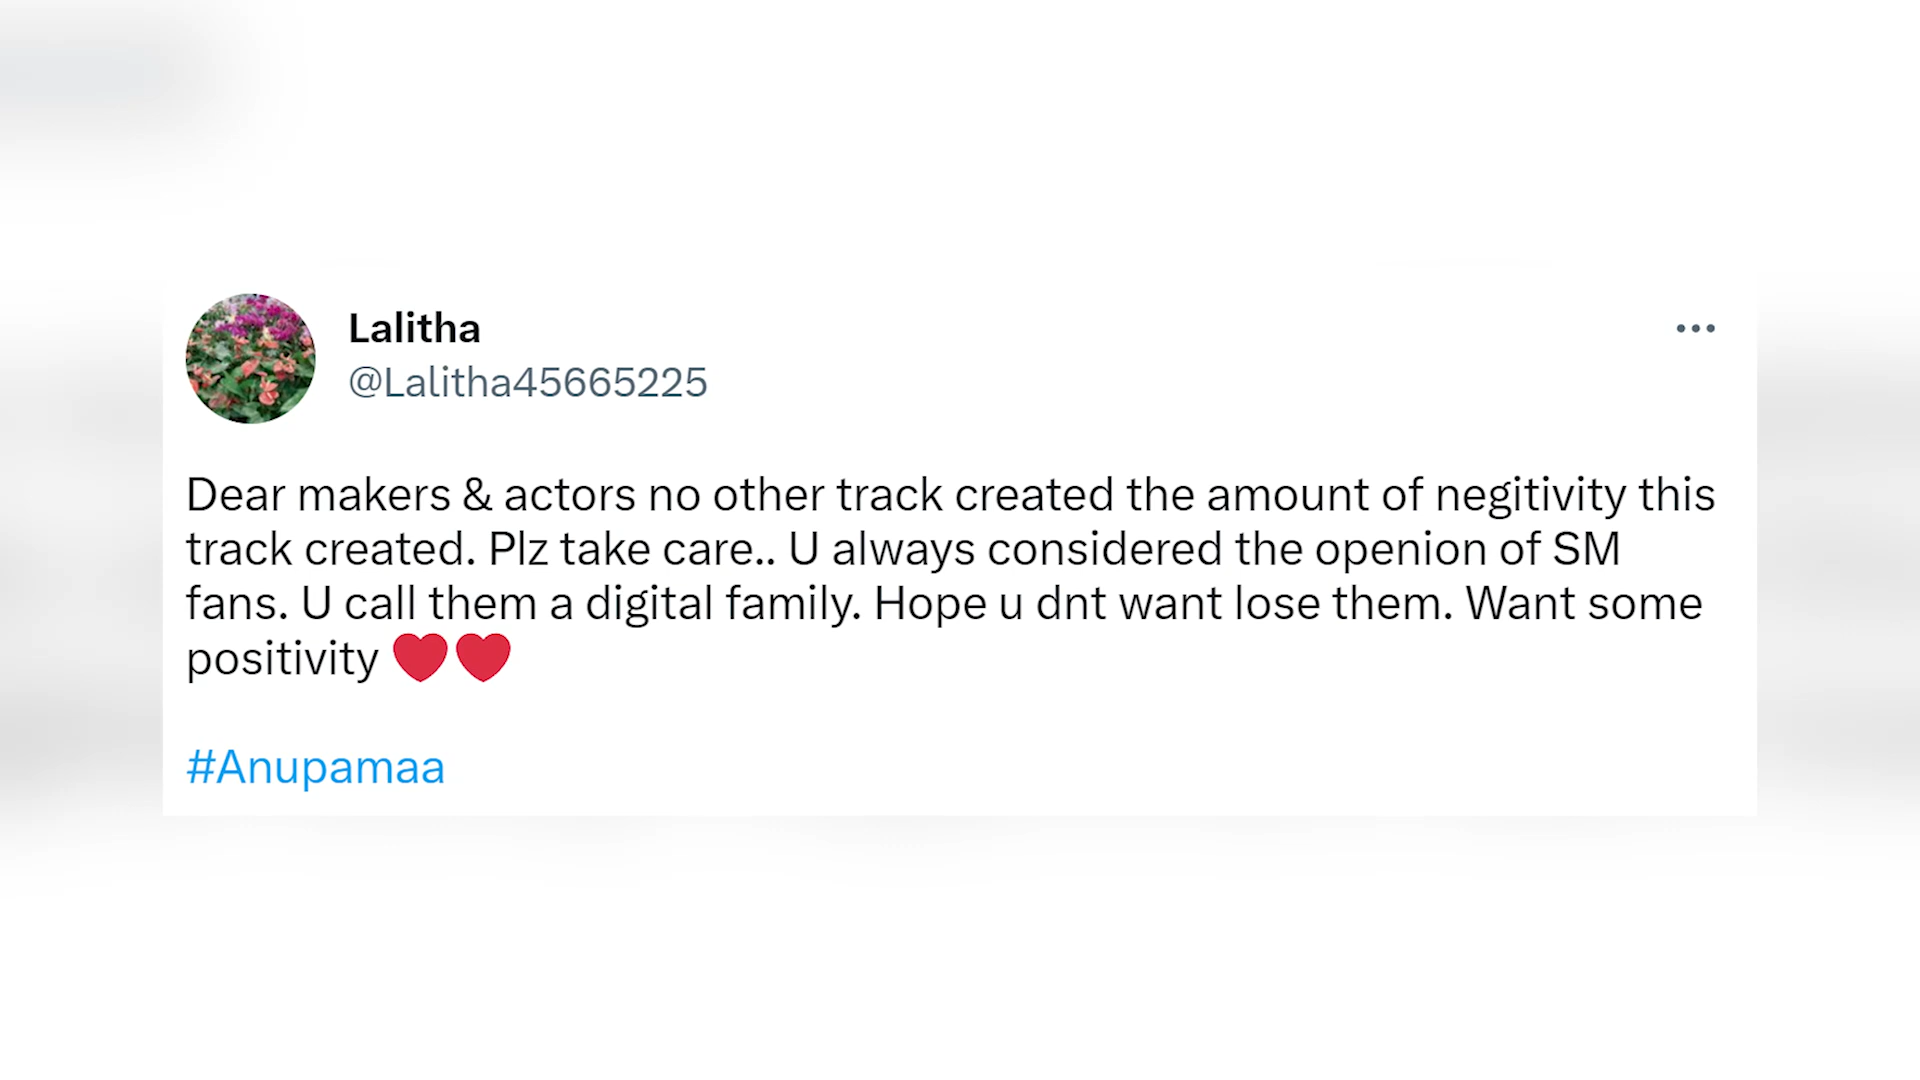 Lalitha
@Lalitha45665225
Dear makers & actors no other track created the amount of negitivity this
track created. Plz take care.. U always considered the openion of SM
fans. U call them a digital family. Hope u dnt want lose them. Want some
positivity ❤️❤️
#Anupamaa